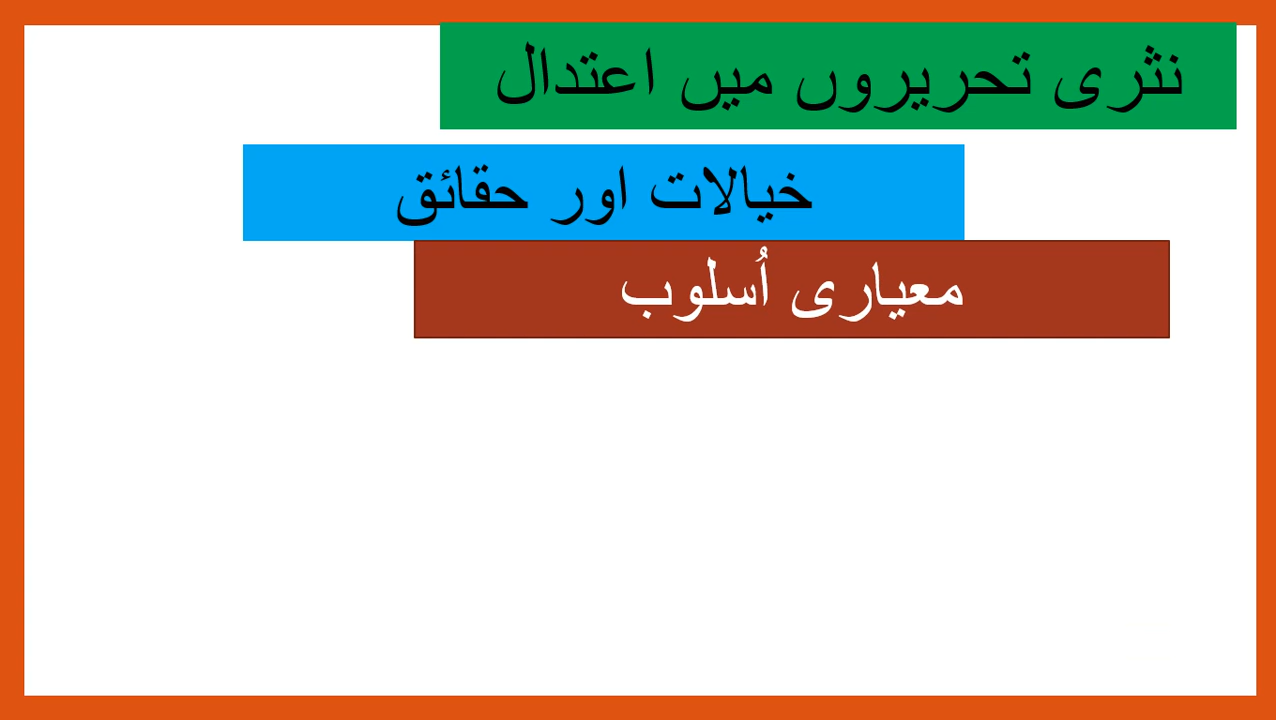 نثری تحریروں میں اعتدال
خیالات اور حقائق
معیاری اُسلوب